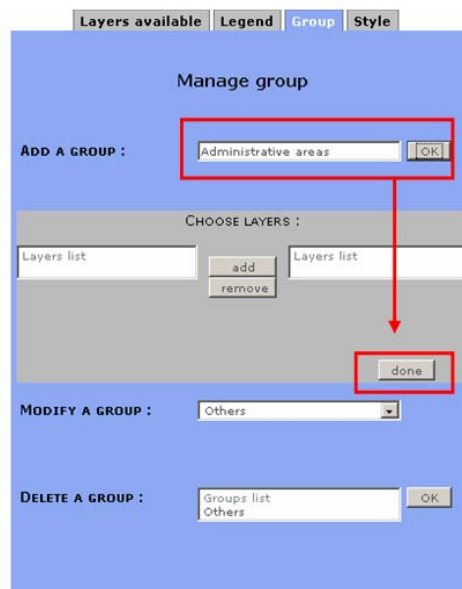 Layers available Legend Group Style
Manage group
ADD A GROUP : Administrative areas OK
CHOOSE LAYERS :
Layers list add Layers list
remove
done
MODIFY A GROUP : Others
DELETE A GROUP : Groups list OK
Others